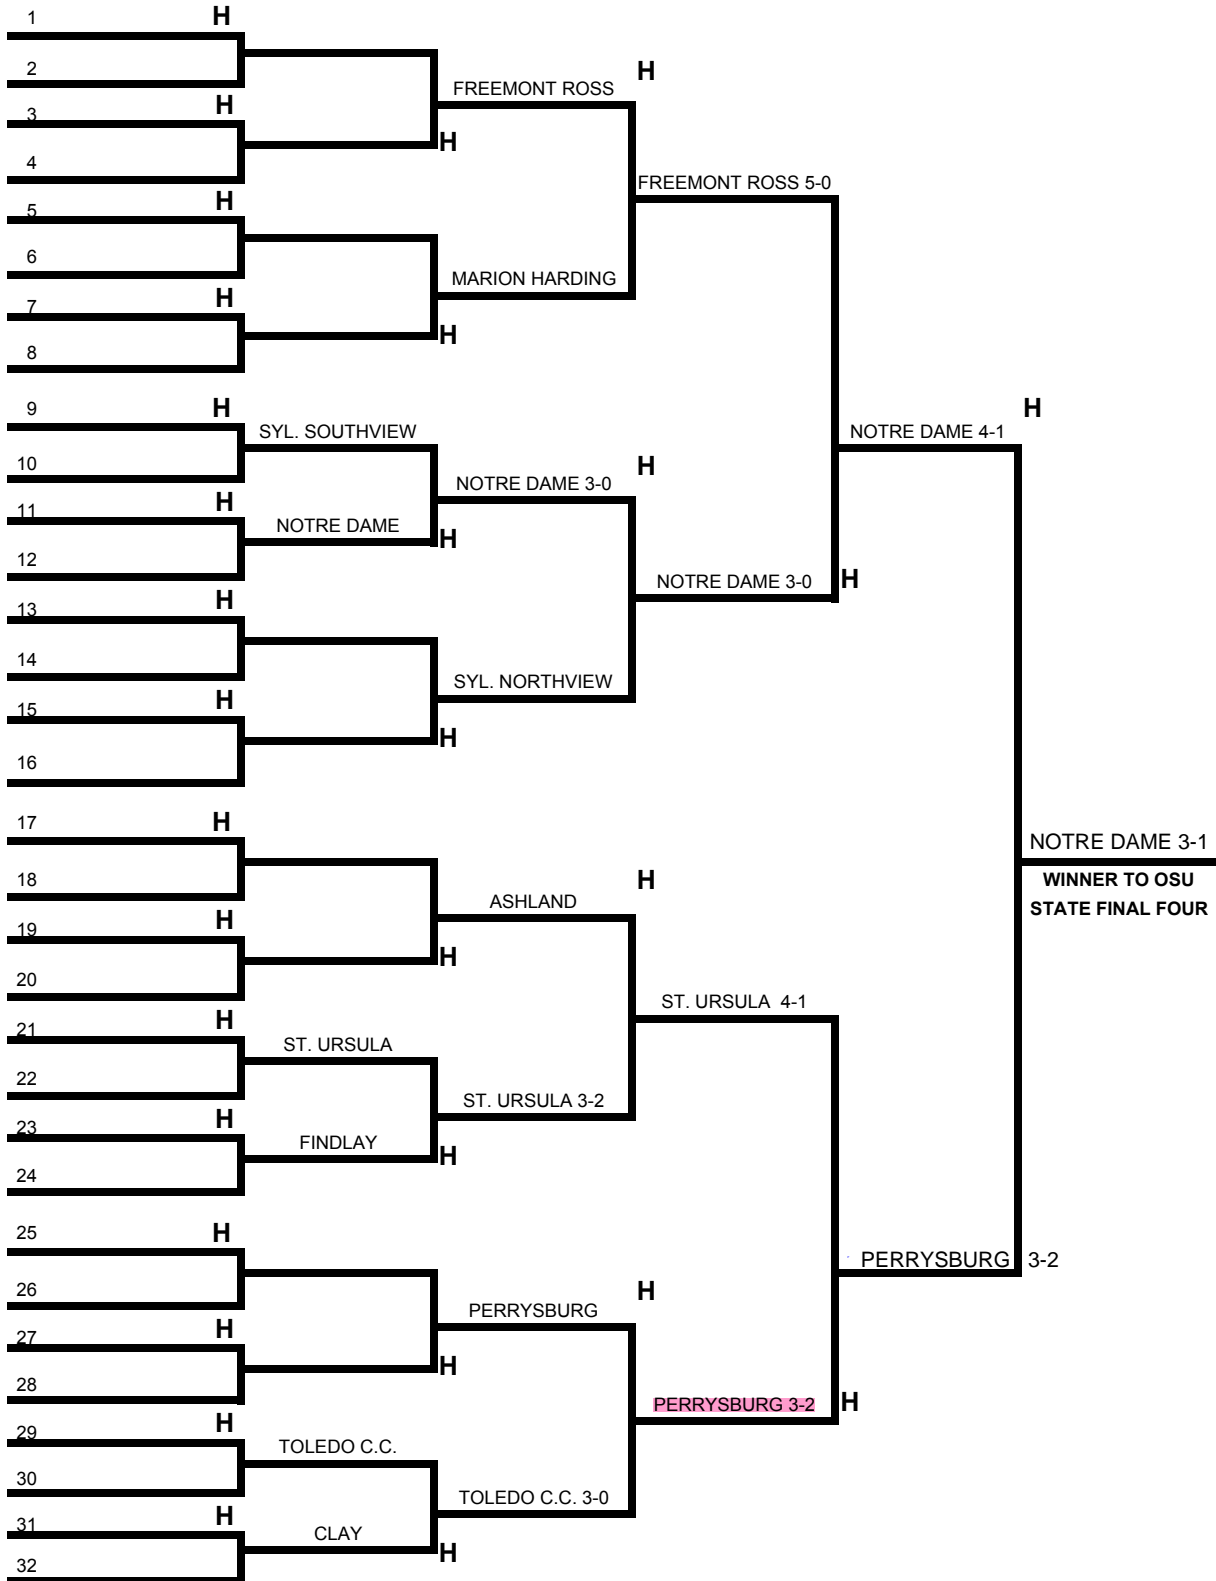 1 H
2
H
FREEMONT ROSS
3 H
4
H
FREEMONT ROSS 5-0
5 H
6
MARION HARDING
7 H
H
8
9 H
H
SYL. SOUTHVIEW
NOTRE DAME 4-1
10
H
NOTRE DAME 3-0
11 H
NOTRE DAME
H
12
NOTRE DAME 3-0
H
13 H
14
SYL. NORTHVIEW
15 H
H
16
17 H
NOTRE DAME 3-1
WINNER TO OSU
STATE FINAL FOUR
18
H
ASHLAND
19 H
H
20
ST. URSULA 4-1
21 H
ST. URSULA
22
ST. URSULA 3-2
23 H
FINDLAY
H
24
25 H
PERRYSBURG 3-2
26
H
PERRYSBURG
27 H
H
28
PERRYSBURG 3-2
H
29 H
TOLEDO C.C.
30
TOLEDO C.C. 3-0
31 H
CLAY
H
32